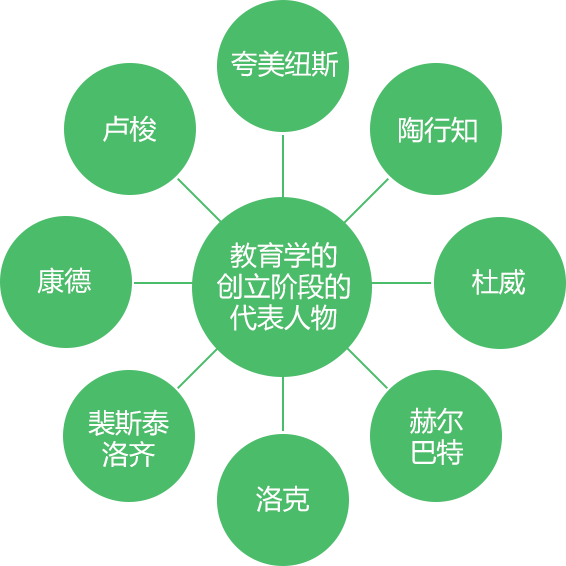 夸美纽斯
卢梭
陶行知
教育学的
创立阶段的
代表人物
康德
杜威
裴斯泰
洛齐
赫尔
巴特
洛克